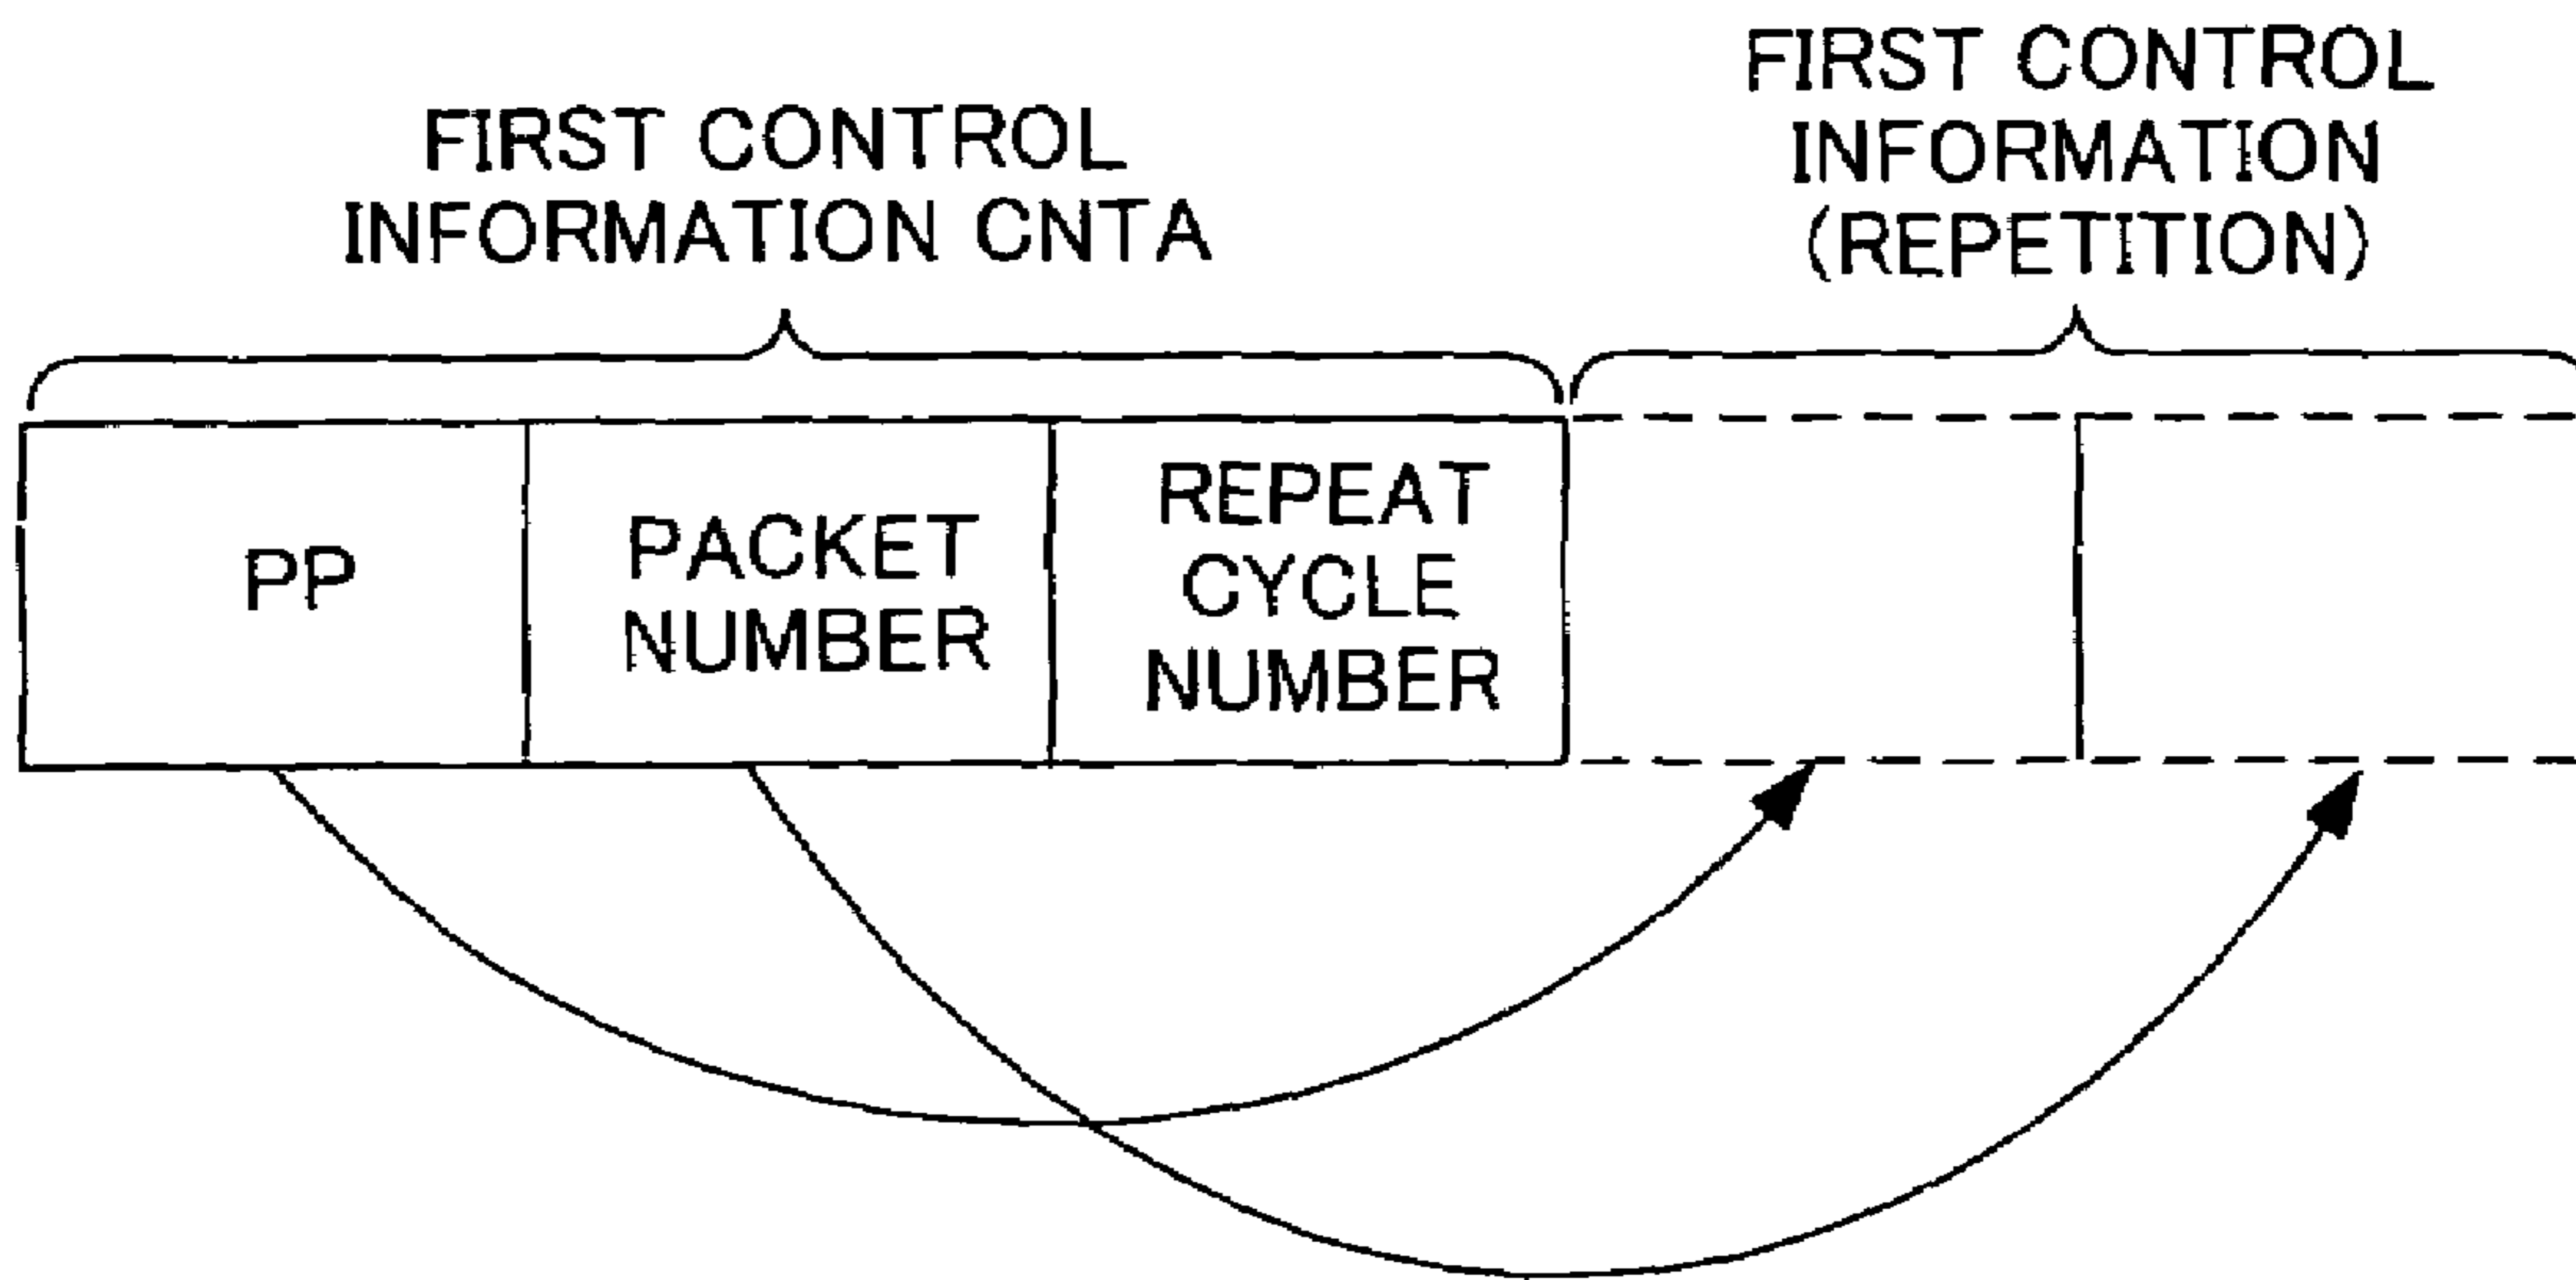 FIRST CONTROL
INFORMATION CNTA
FIRST CONTROL
INFORMATION
(REPETITION)
PP
PACKET
NUMBER
REPEAT
CYCLE
NUMBER